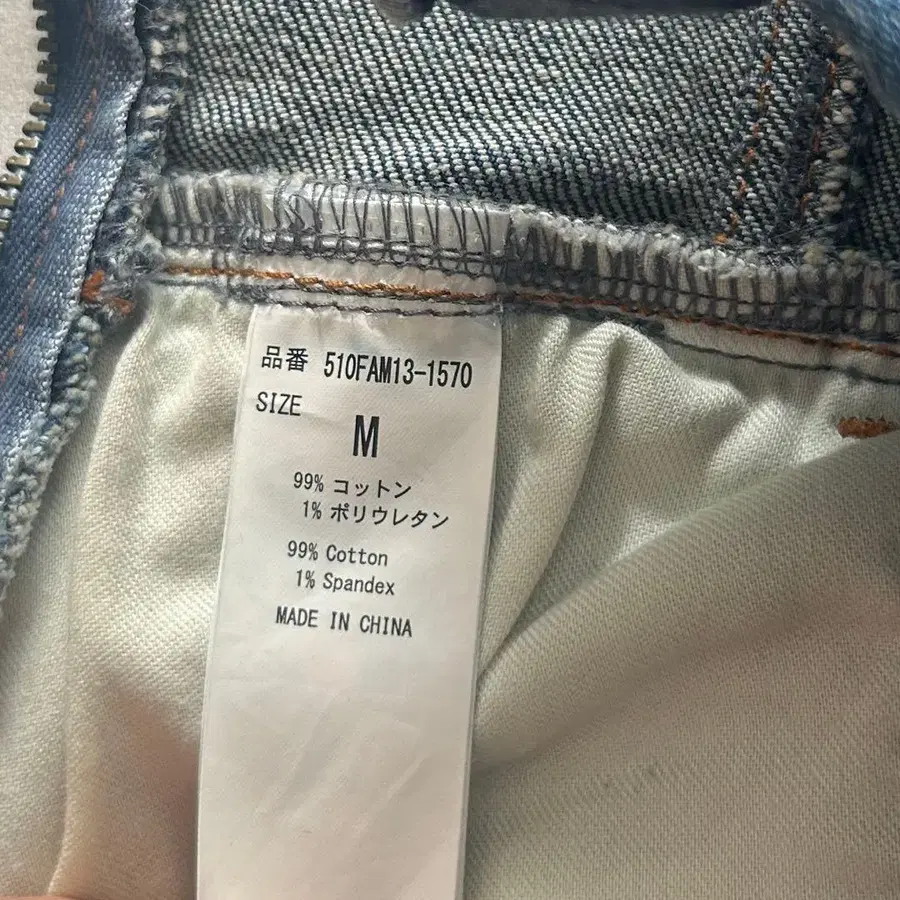 品番 510FAM13-1570
SIZE
M
99% コットン
1% ポリウレタン
99% Cotton
1% Spandex
MADE IN CHINA